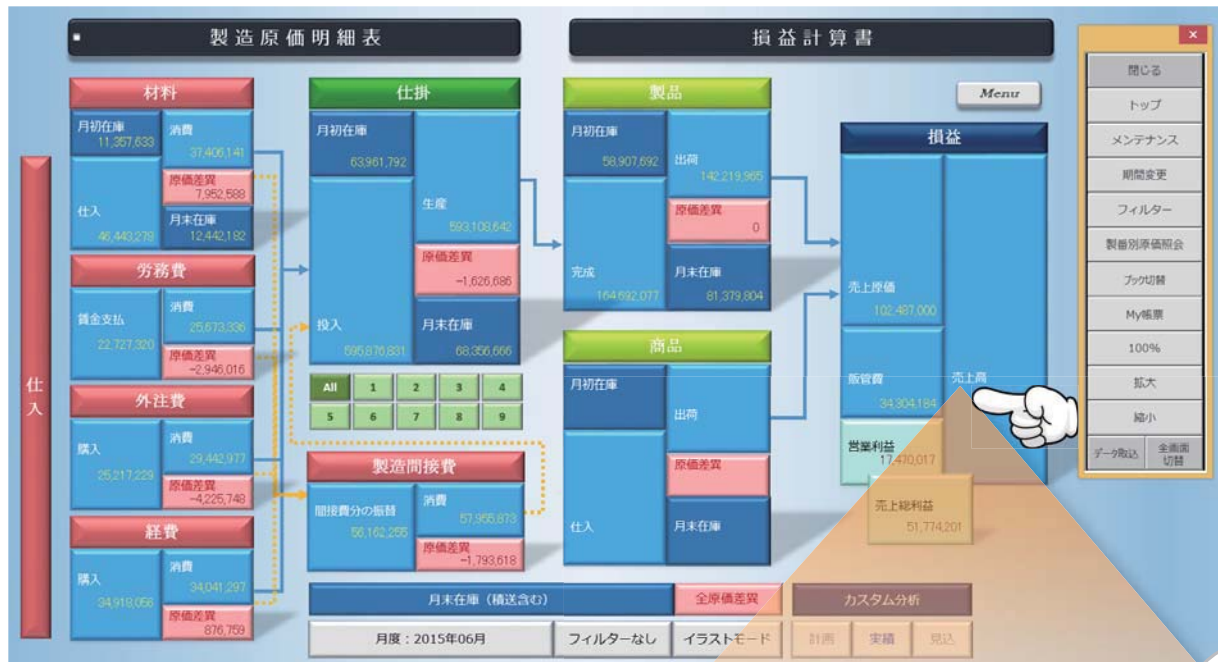 製造原価明細表
損益計算書
材料
月初在庫
11,357,633
消費
37,406,141
原価差異
7,952,588
仕入
46,443,278
月末在庫
12,442,182
労務費
賃金支払
22,727,320
消費
25,673,336
原価差異
-2,946,016
外注費
購入
25,217,229
消費
29,442,977
原価差異
-4,225,748
経費
購入
34,918,056
消費
34,041,297
原価差異
876,759
仕入
仕掛
月初在庫
63,961,792
生産
593,108,642
原価差異
-1,626,686
投入
595,876,831
月末在庫
68,356,666
All 1 2 3 4
5 6 7 8 9
製造間接費
間接費分の振替
56,162,255
消費
57,955,873
原価差異
-1,793,618
製品
月初在庫
58,907,692
出荷
142,219,965
原価差異
0
完成
164,692,077
月末在庫
81,379,804
商品
月初在庫
出荷
原価差異
仕入
月末在庫
Menu
損益
売上原価
102,487,000
販管費
34,304,184
売上高
営業利益
17,470,017
売上総利益
51,774,201
月末在庫（積送含む）
全原価差異
カスタム分析
月度：2015年06月
フィルターなし
イラストモード
計画
実績
見込
×
閉じる
トップ
メンテナンス
期間変更
フィルター
製番別原価照会
ブック切替
My帳票
100%
拡大
縮小
データ取込
全画面
切替